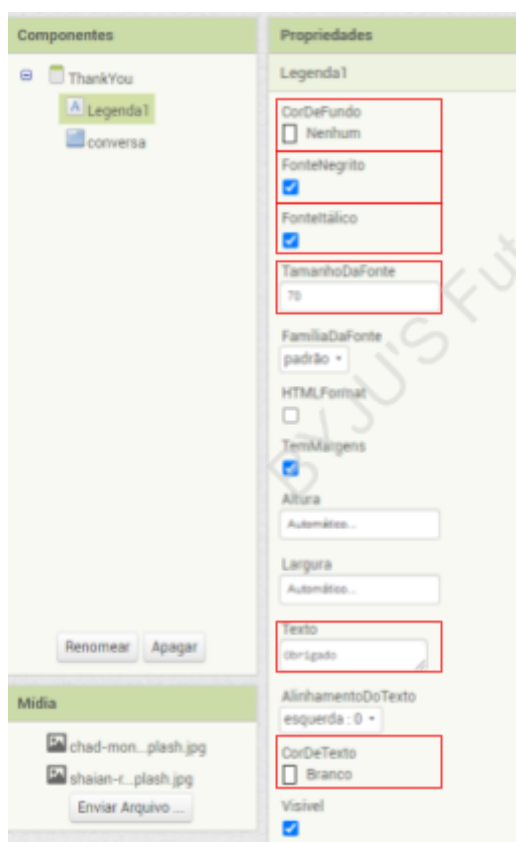 Componentes
ThankYou
Legenda1
conversa
Renomear Apagar
Mídia
chad-mon...plash.jpg
shaian-r...plash.jpg
Enviar Arquivo ...
Propriedades
Legenda1
CorDeFundo
Nenhum
FonteNegrito
FonteItálico
TamanhoDaFonte
70
FamíliaDaFonte
padrão
HTMLFormat
TemMargens
Altura
Automático...
Largura
Automático...
Texto
Obrigado
AlinhamentoDoTexto
esquerda : 0
CorDeTexto
Branco
Visível
BYJU'S Fut